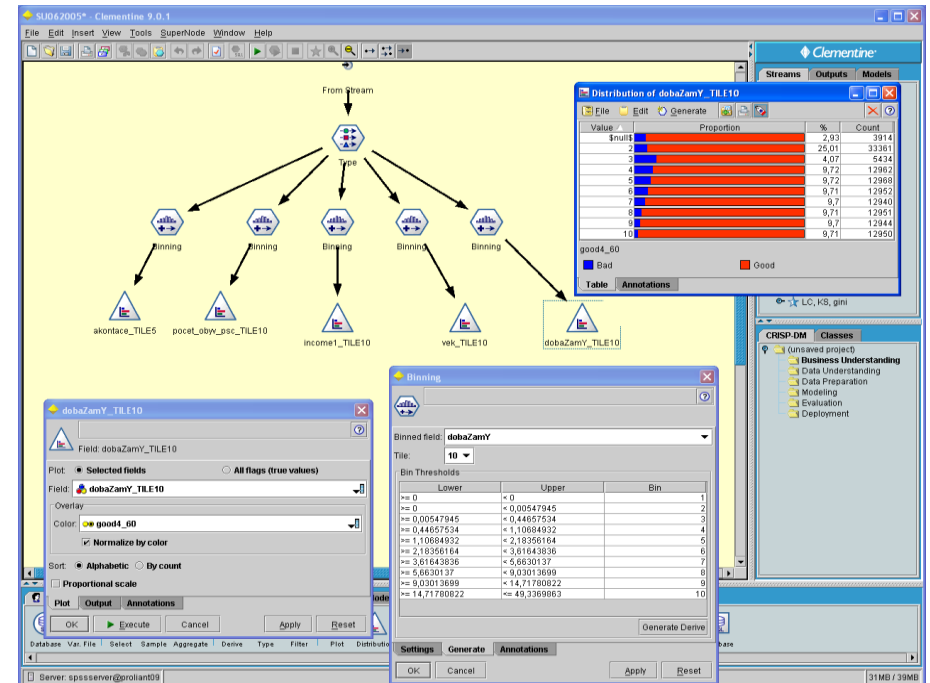 SU062005* - Clementine 9.0.1
File Edit Insert View Tools SuperNode Window Help
Clementine
Streams Outputs Models
From Stream
Type
Binning Binning Binning Binning Binning
akontace_TILE5 pocet_obyv_psc_TILE10 income1_TILE10 vek_TILE10 dobaZamY_TILE10
Distribution of dobaZamY_TILE10
File Edit Generate
Value Proportion % Count
$null$ 2,93 3914
2 25,01 33361
3 4,07 5434
4 9,72 12962
5 9,72 12968
6 9,71 12952
7 9,7 12940
8 9,71 12951
9 9,7 12944
10 9,71 12950
good4_60
Bad Good
Table Annotations
LC, KS, gini
CRISP-DM Classes
(unsaved project)
Business Understanding
Data Understanding
Data Preparation
Modeling
Evaluation
Deployment
dobaZamY_TILE10
Field: dobaZamY_TILE10
Plot: Selected fields All flags (true values)
Field: dobaZamY_TILE10
Overlay
Color: good4_60
Normalize by color
Sort: Alphabetic By count
Proportional scale
Plot Output Annotations
OK Execute Cancel Apply Reset
Binning
Binned field: dobaZamY
Tile: 10
Bin Thresholds
Lower Upper Bin
>= 0 < 0 1
>= 0 < 0,00547945 2
>= 0,00547945 < 0,44657534 3
>= 0,44657534 < 1,10684932 4
>= 1,10684932 < 2,18356164 5
>= 2,18356164 < 3,61643836 6
>= 3,61643836 < 5,6630137 7
>= 5,6630137 < 9,03013699 8
>= 9,03013699 < 14,71780822 9
>= 14,71780822 <= 49,3369863 10
Generate Derive
Settings Generate Annotations
OK Cancel Apply Reset
Database Var. File Select Sample Aggregate Derive Type Filter Plot
Server: spssserver@proliant09 31MB / 39MB